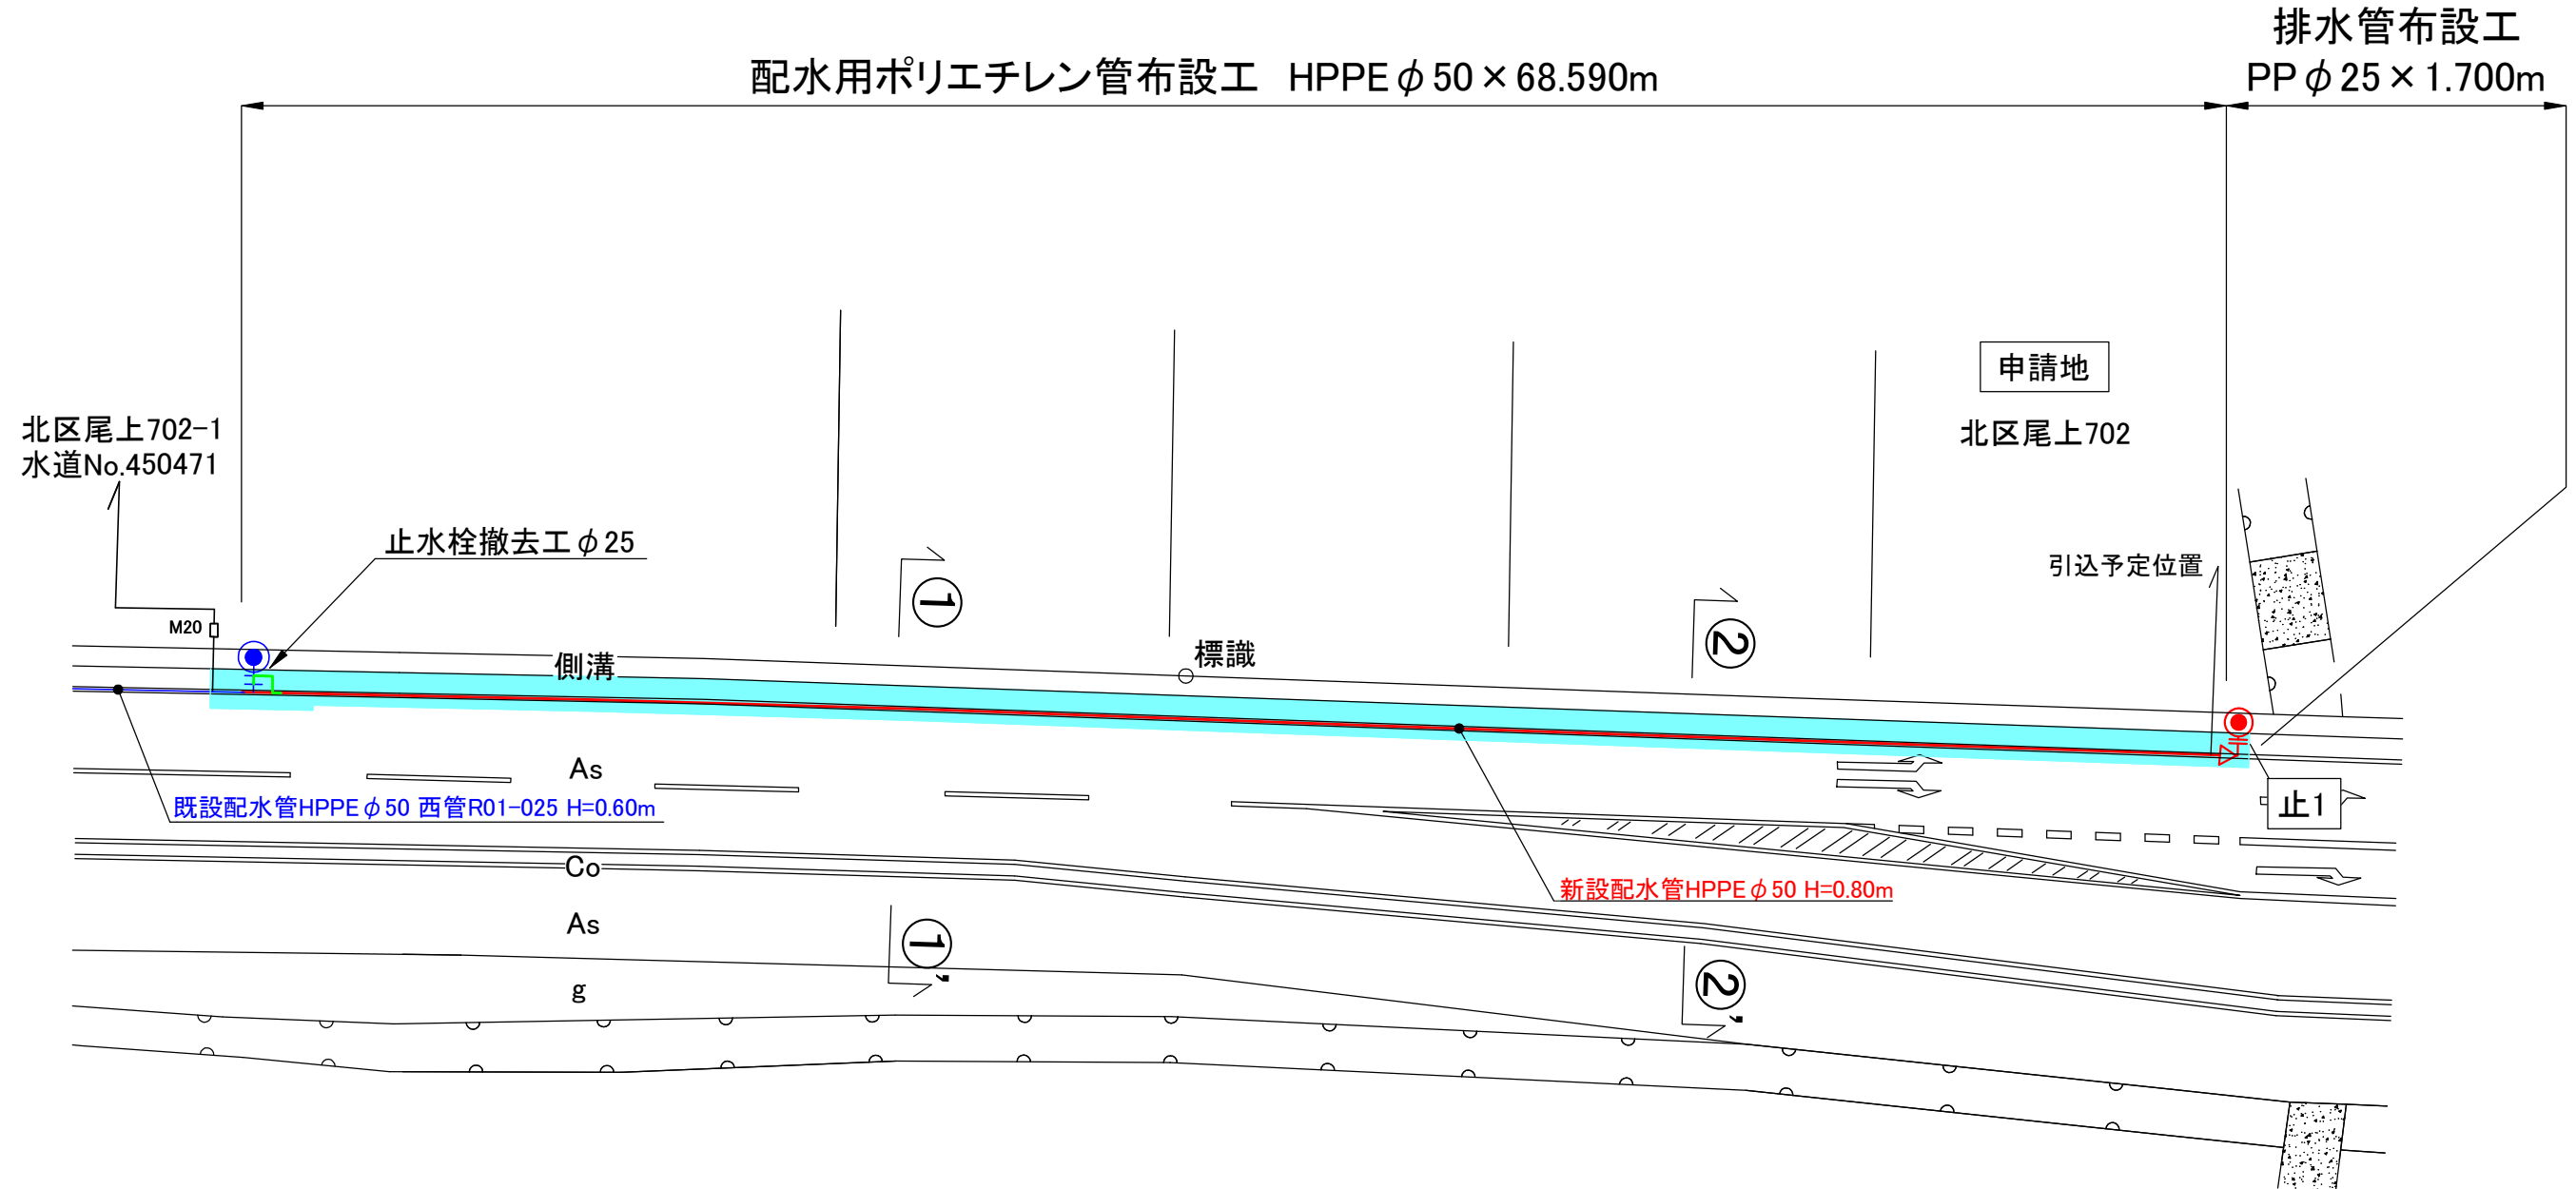 排水管布設工
配水用ポリエチレン管布設工 HPPEφ50×68.590m
PPφ25×1.700m
申請地
北区尾上702
北区尾上702-1
水道No.450471
止水栓撤去工φ25
引込予定位置
①
②
M20
側溝
標識
As
既設配水管HPPEφ50 西管R01-025 H=0.60m
止1
Co
新設配水管HPPEφ50 H=0.80m
As
①’
②’
g